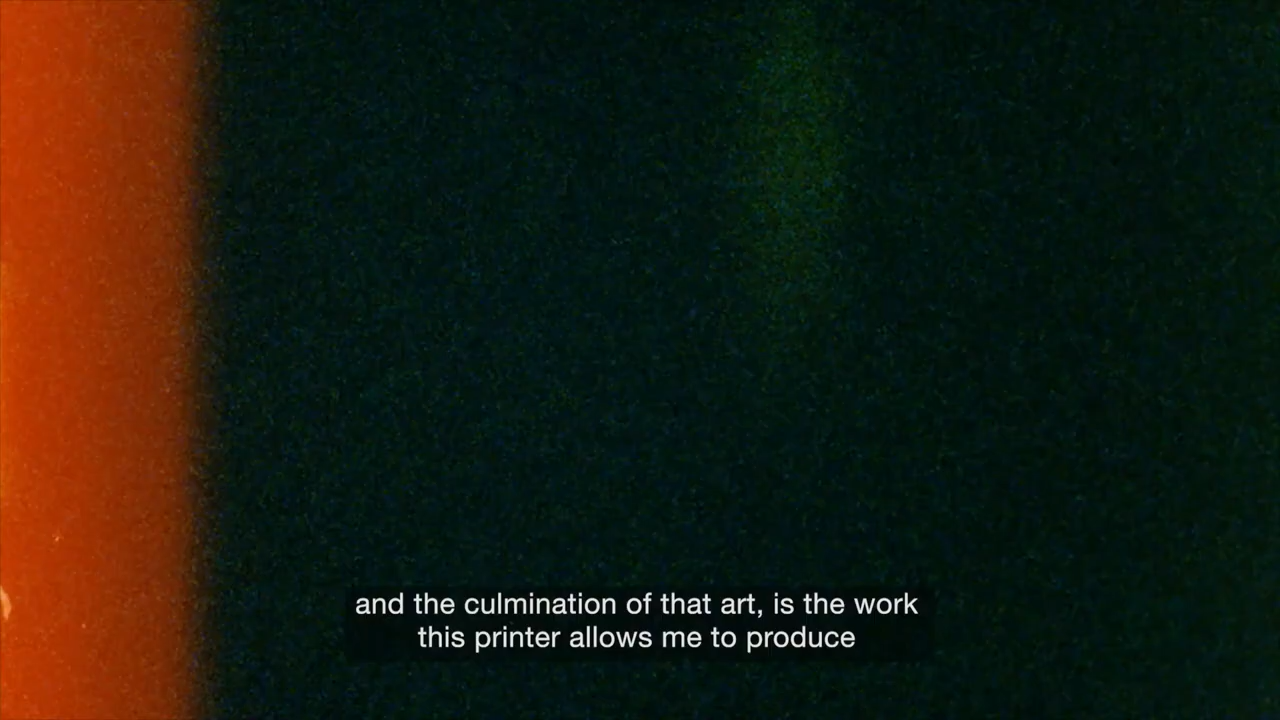 and the culmination of that art, is the work
this printer allows me to produce